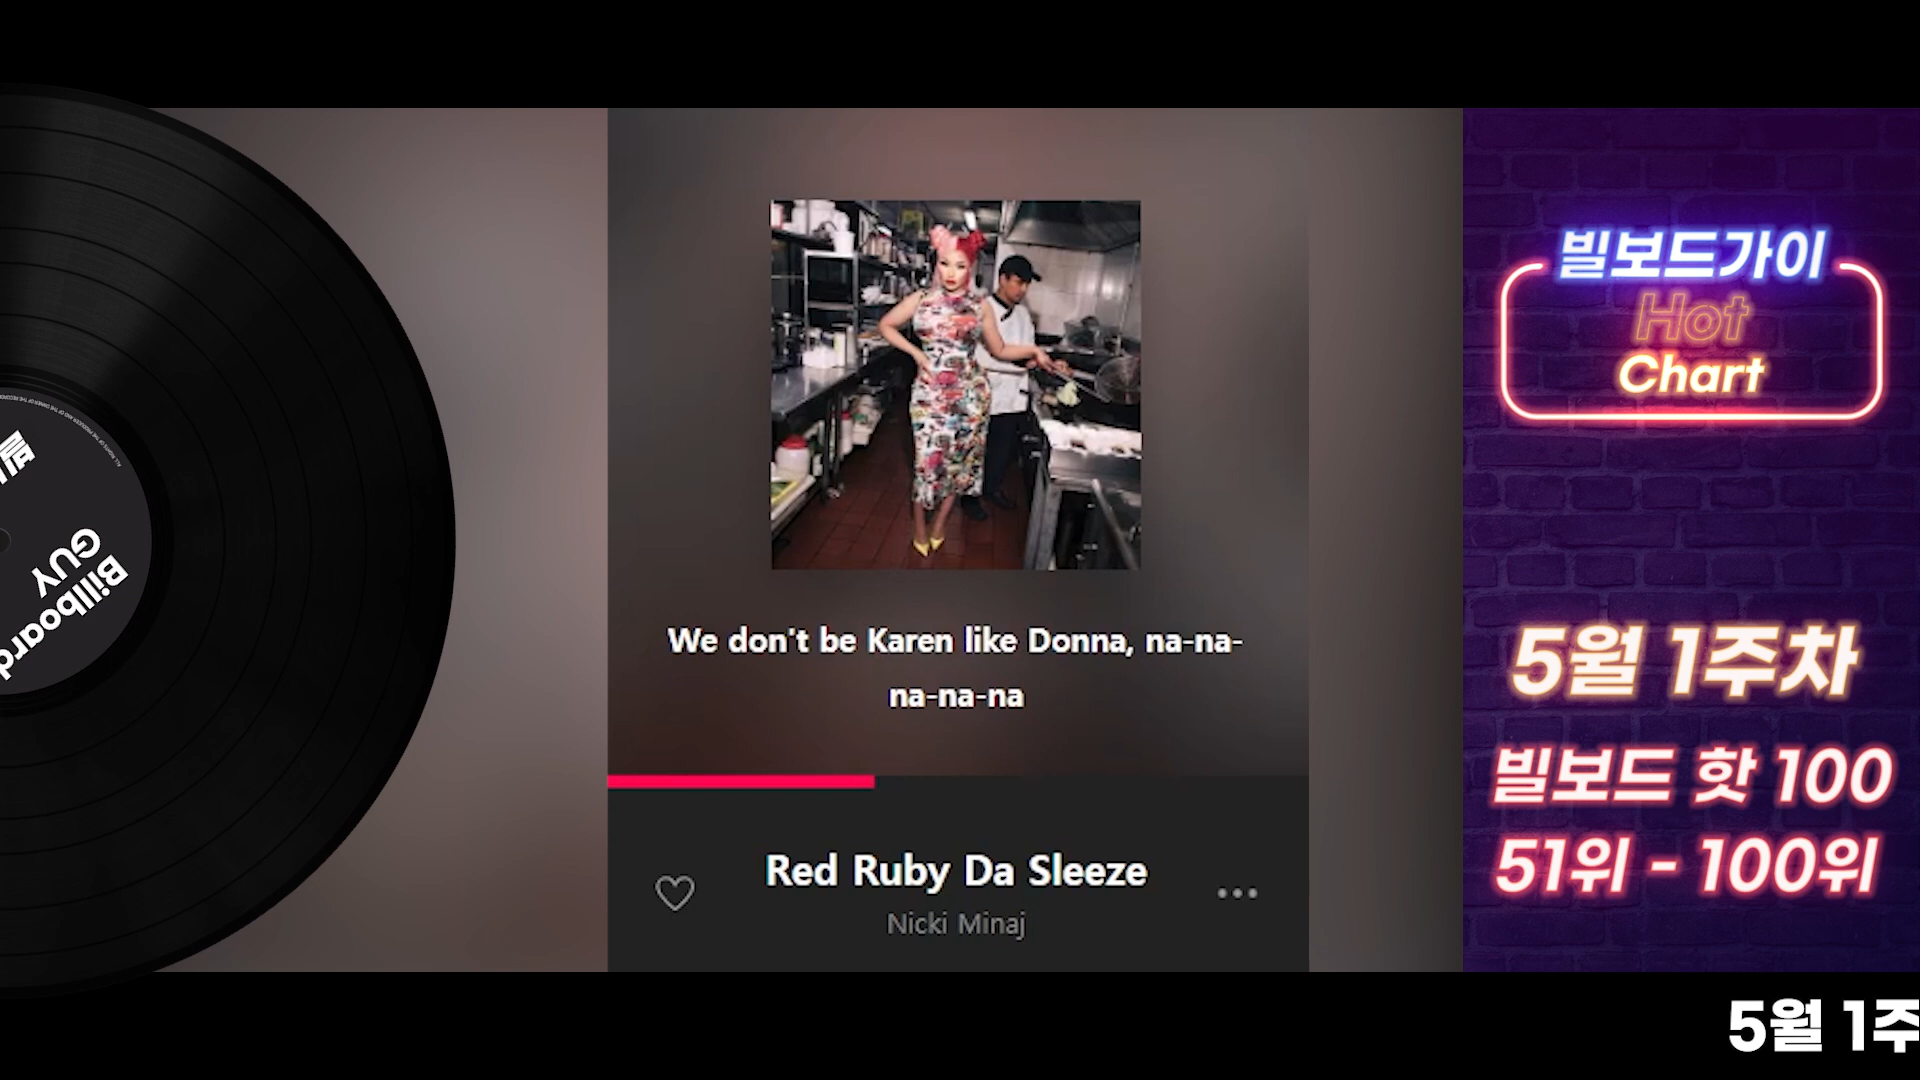 빌보드가이
Hot
Chart
Billboard
GUY
We don't be Karen like Donna, na-na-
na-na-na
5월 1주차
빌보드 핫 100
51위 - 100위
Red Ruby Da Sleeze
Nicki Minaj
5월 1주